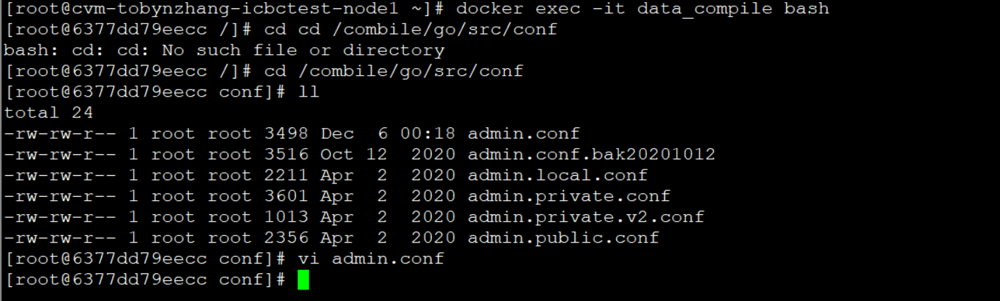 [root@cvm-tobynzhang-icbctest-node1 ~]# docker exec -it data_compile bash
[root@6377dd79eecc /]# cd cd /combile/go/src/conf
bash: cd: cd: No such file or directory
[root@6377dd79eecc /]# cd /combile/go/src/conf
[root@6377dd79eecc conf]# ll
total 24
-rw-rw-r-- 1 root root 3498 Dec  6 00:18 admin.conf
-rw-rw-r-- 1 root root 3516 Oct 12  2020 admin.conf.bak20201012
-rw-rw-r-- 1 root root 2211 Apr  2  2020 admin.local.conf
-rw-rw-r-- 1 root root 3601 Apr  2  2020 admin.private.conf
-rw-rw-r-- 1 root root 1013 Apr  2  2020 admin.private.v2.conf
-rw-rw-r-- 1 root root 2356 Apr  2  2020 admin.public.conf
[root@6377dd79eecc conf]# vi admin.conf
[root@6377dd79eecc conf]#